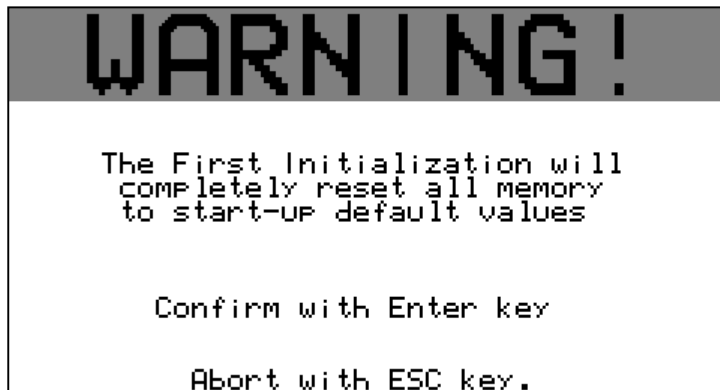 WARNING!
The First Initialization will
completely reset all memory
to start-up default values
Confirm with Enter key
Abort with ESC key.